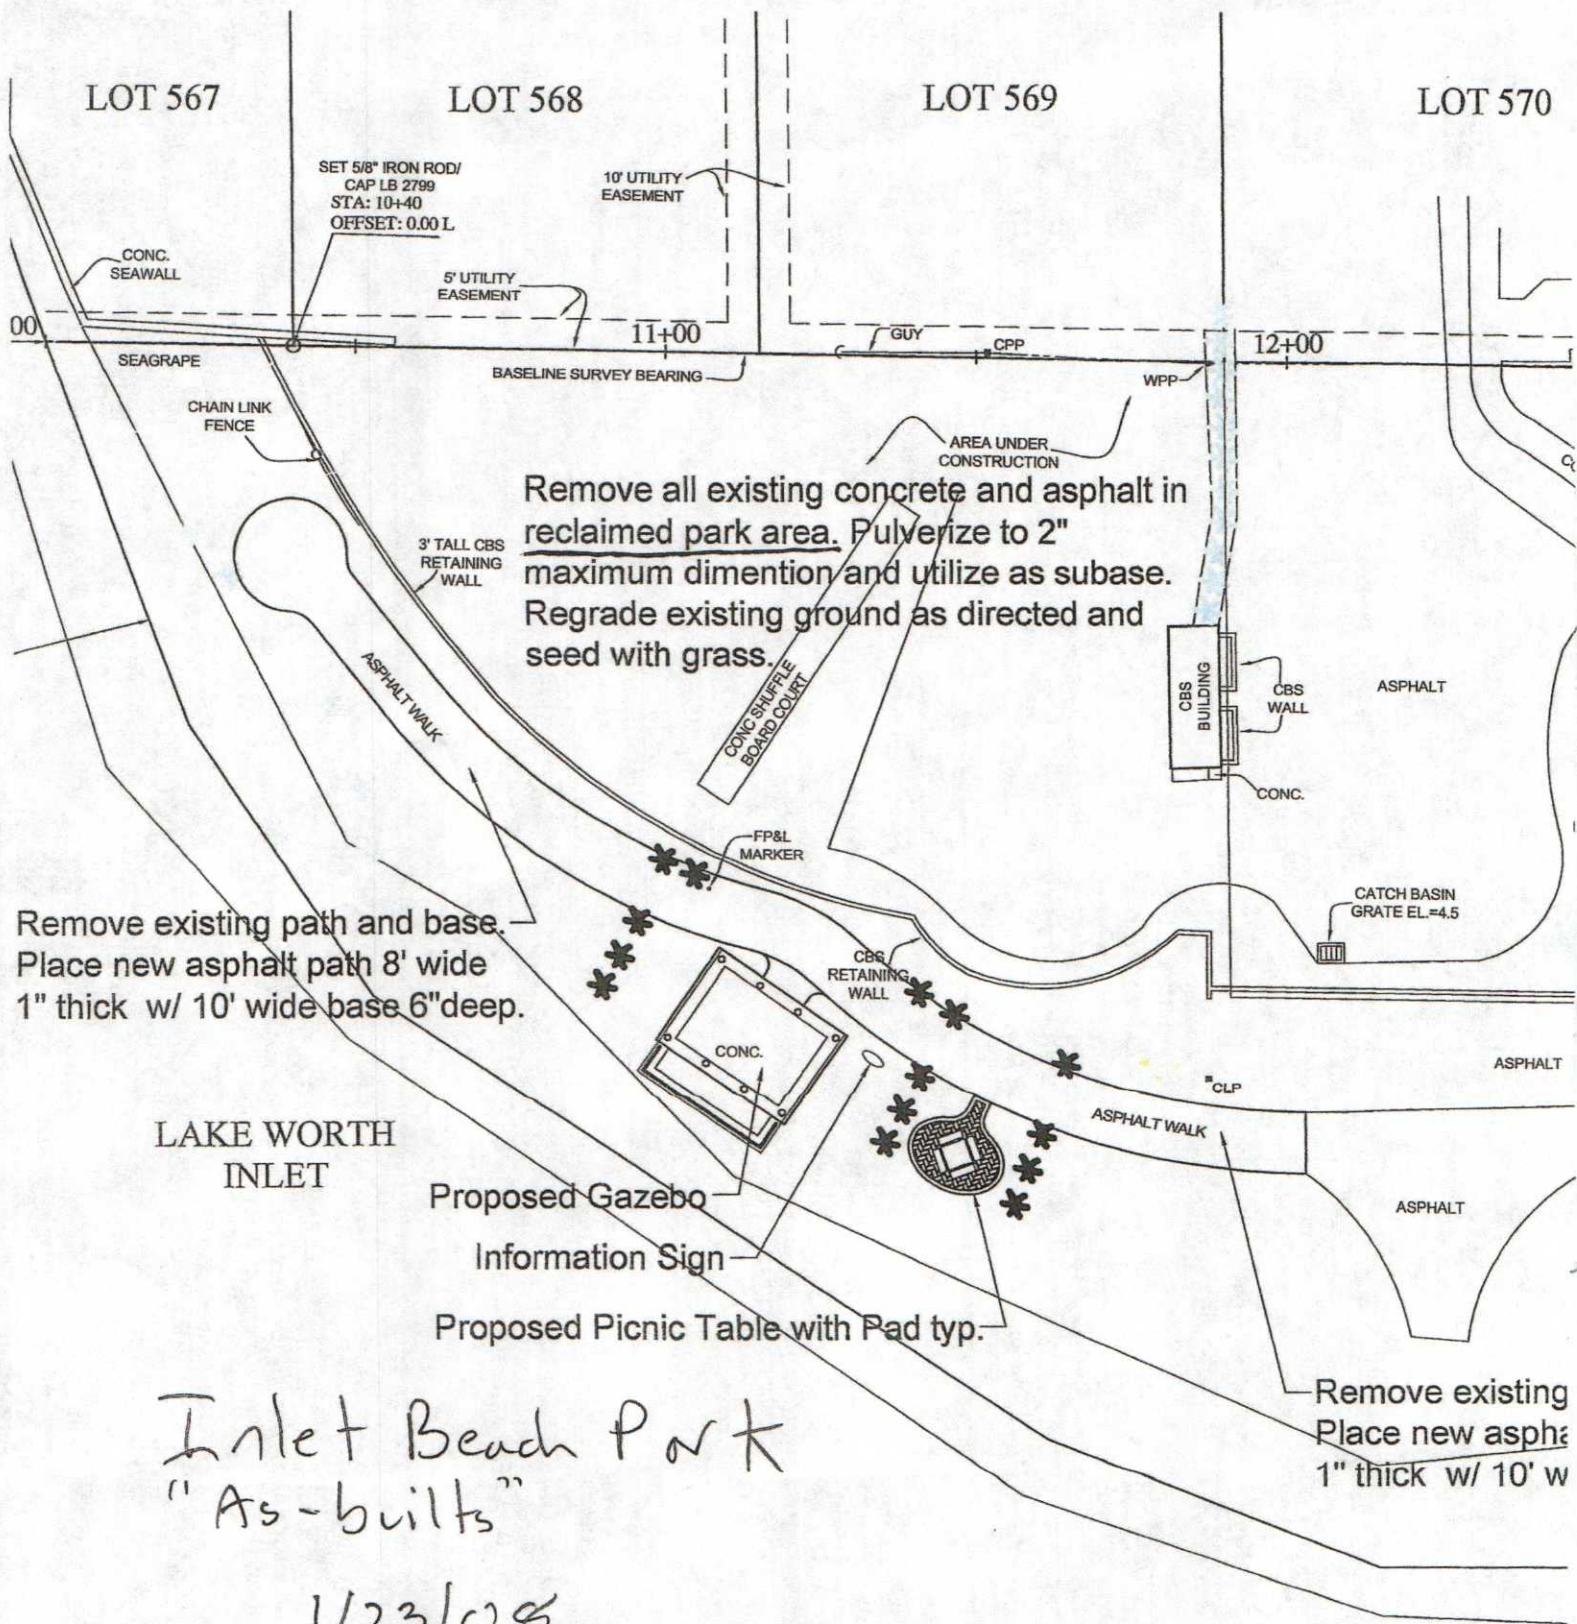 LOT 567
LOT 568
LOT 569
LOT 570
SET 5/8" IRON ROD/
CAP LB 2799
STA: 10+40
OFFSET: 0.00 L
10' UTILITY
EASEMENT
CONC.
SEAWALL
5' UTILITY
EASEMENT
00
11+00
GUY
CPP
12+00
SEAGRAPE
BASELINE SURVEY BEARING
WPP
CHAIN LINK
FENCE
AREA UNDER
CONSTRUCTION
Remove all existing concrete and asphalt in
reclaimed park area. Pulverize to 2"
maximum dimention and utilize as subase.
Regrade existing ground as directed and
seed with grass.
3' TALL CBS
RETAINING
WALL
ASPHALT WALK
CONC SHUFFLE
BOARD COURT
CBS
BUILDING
CBS
WALL
ASPHALT
CONC.
FP&L
MARKER
CATCH BASIN
GRATE EL.=4.5
Remove existing path and base.
Place new asphalt path 8' wide
1" thick w/ 10' wide base 6"deep.
CBS
RETAINING
WALL
CONC.
ASPHALT
CLP
ASPHALT WALK
LAKE WORTH
INLET
Proposed Gazebo
ASPHALT
Information Sign
Proposed Picnic Table with Pad typ.
Remove existing
Place new aspha
1" thick w/ 10' w
Inlet Beach Park
"As-builts"
1/23/08